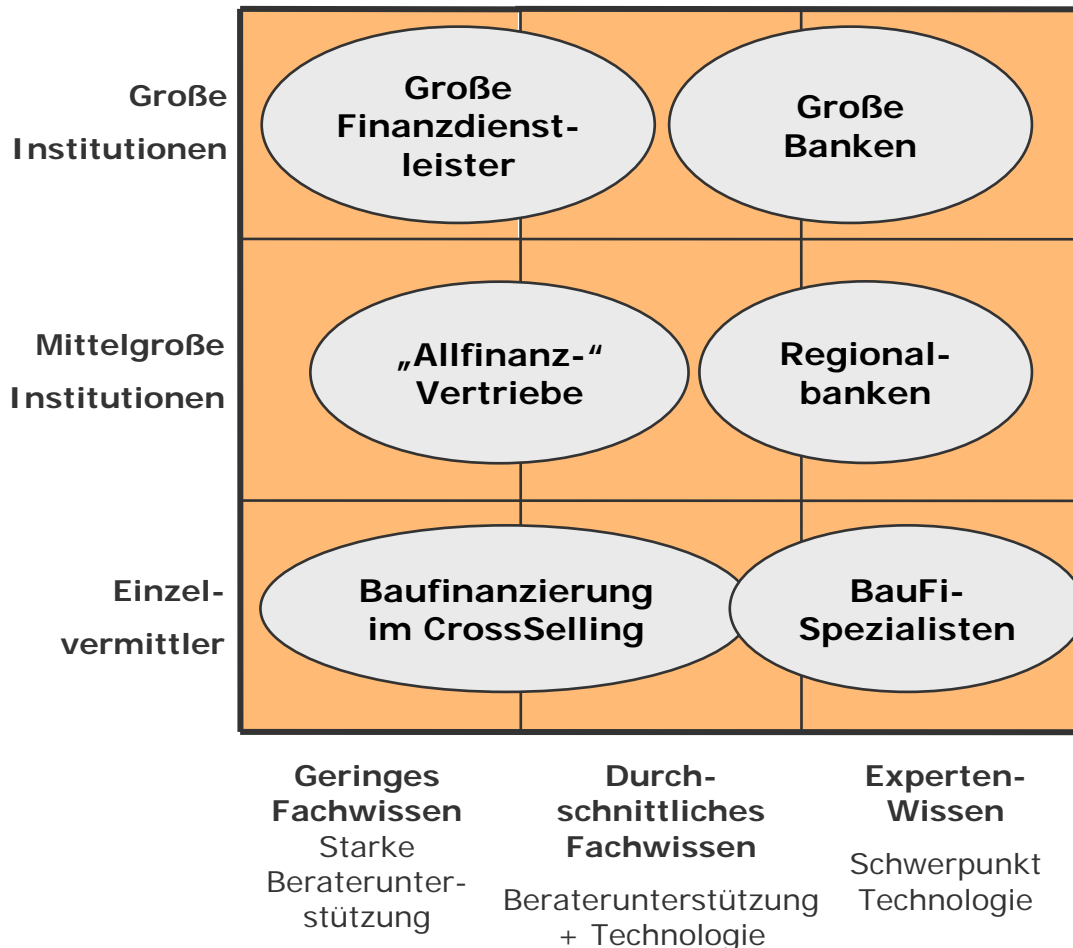 Große
Institutionen
Große
Finanzdienst-
leister
Große
Banken
Mittelgroße
Institutionen
„Allfinanz-“
Vertriebe
Regional-
banken
Einzel-
vermittler
Baufinanzierung
im CrossSelling
BauFi-
Spezialisten
Geringes
Fachwissen
Starke
Beraterunter-
stützung
Durch-
schnittliches
Fachwissen
Beraterunterstützung
+ Technologie
Experten-
Wissen
Schwerpunkt
Technologie